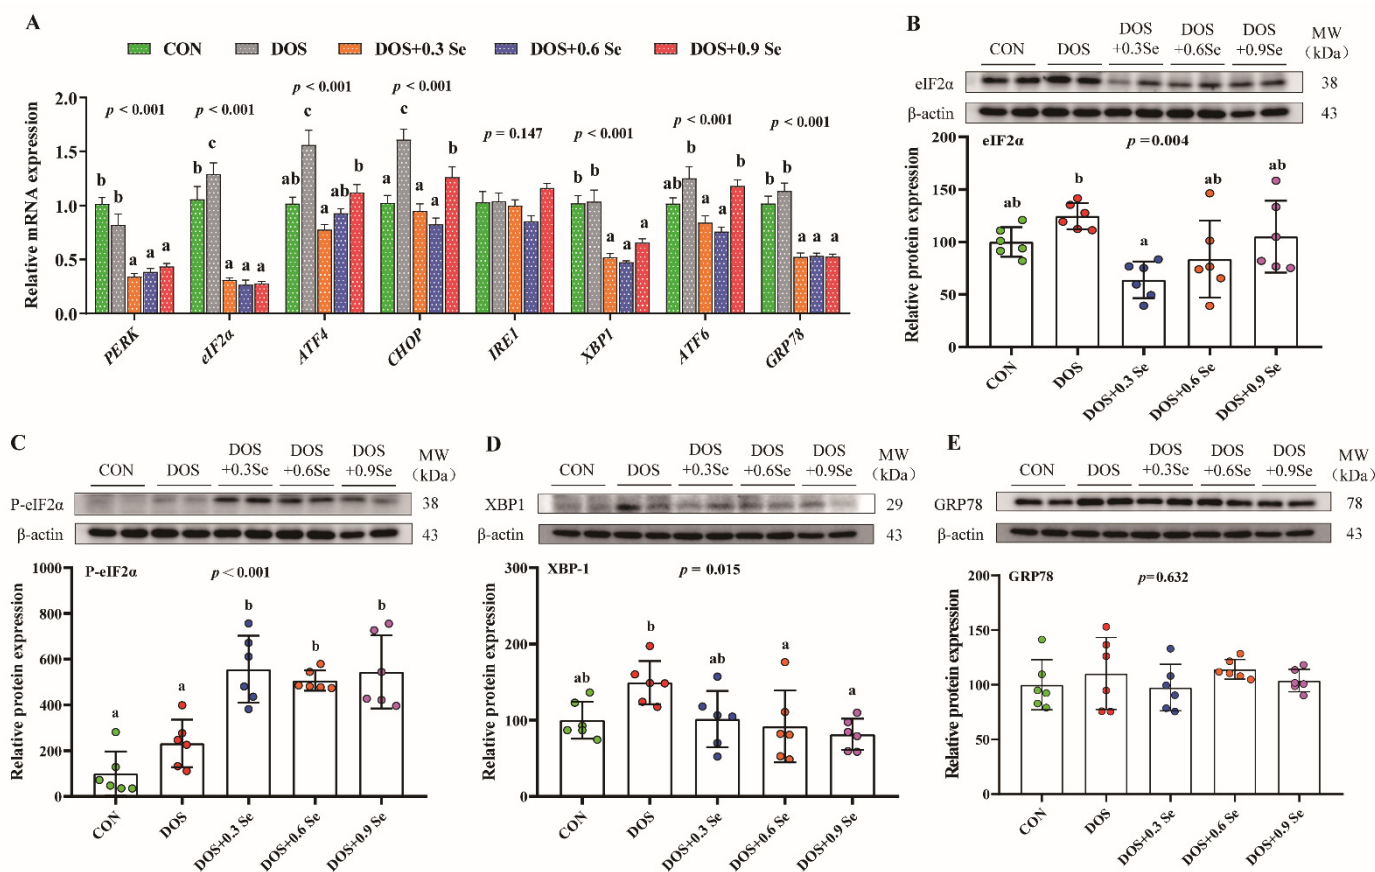 A
CON DOS DOS+0.3 Se DOS+0.6 Se DOS+0.9 Se
Relative mRNA expression
2.0
1.5
1.0
0.5
0.0
p < 0.001 p < 0.001 p < 0.001 p < 0.001 p = 0.147 p < 0.001 p < 0.001 p < 0.001
b b a a a
b c a a a
ab c a ab b
a c a a b
b b a a a
ab b a a b
b b a a a
PERK eIF2α ATF4 CHOP IRE1 XBP1 ATF6 GRP78
B
CON DOS DOS +0.3Se DOS +0.6Se DOS +0.9Se MW (kDa)
eIF2α 38
β-actin 43
eIF2α p = 0.004
Relative protein expression
200
150
100
50
0
ab b a ab ab
CON DOS DOS+0.3 Se DOS+0.6 Se DOS+0.9 Se
C
CON DOS DOS +0.3Se DOS +0.6Se DOS +0.9Se MW (kDa)
P-eIF2α 38
β-actin 43
P-eIF2α p < 0.001
Relative protein expression
1000
800
600
400
200
0
a a b b b
CON DOS DOS+0.3 Se DOS+0.6 Se DOS+0.9 Se
D
CON DOS DOS +0.3Se DOS +0.6Se DOS +0.9Se MW (kDa)
XBP1 29
β-actin 43
XBP-1 p = 0.015
Relative protein expression
300
200
100
0
ab b ab a a
CON DOS DOS+0.3 Se DOS+0.6 Se DOS+0.9 Se
E
CON DOS DOS +0.3Se DOS +0.6Se DOS +0.9Se MW (kDa)
GRP78 78
β-actin 43
GRP78 p=0.632
Relative protein expression
200
150
100
50
0
CON DOS DOS+0.3 Se DOS+0.6 Se DOS+0.9 Se